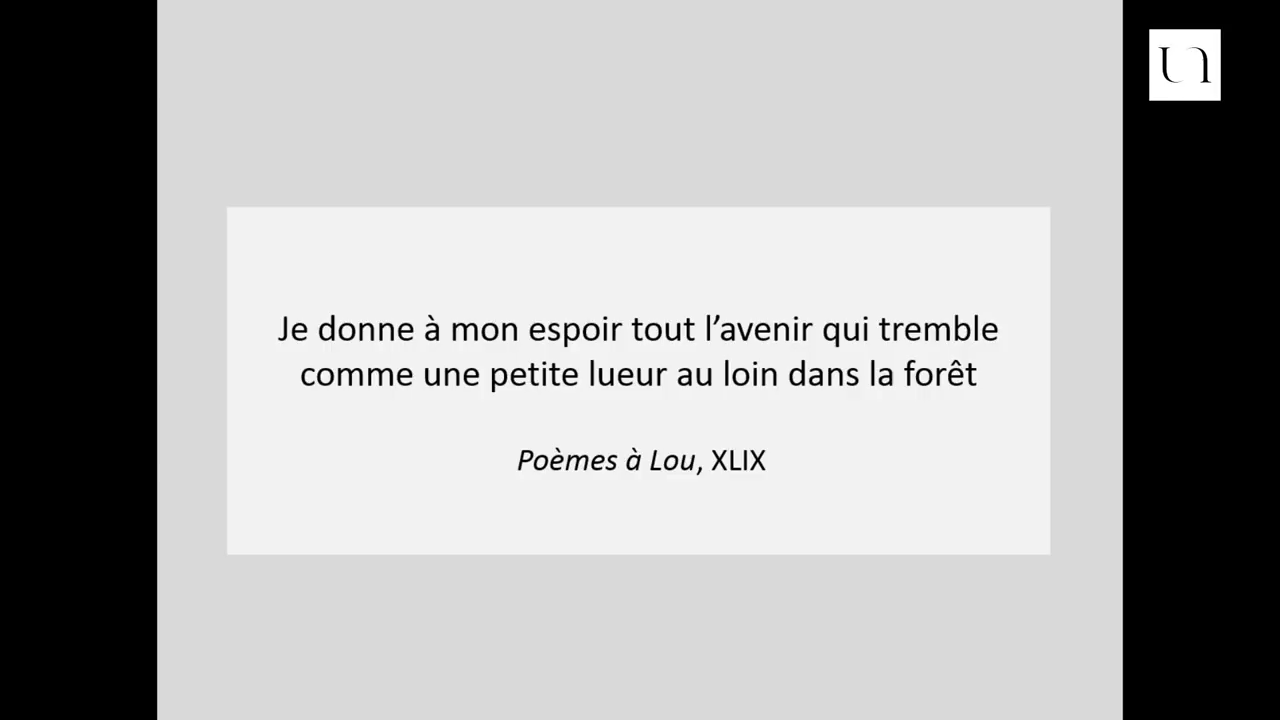 Je donne à mon espoir tout l’avenir qui tremble
comme une petite lueur au loin dans la forêt
Poèmes à Lou, XLIX